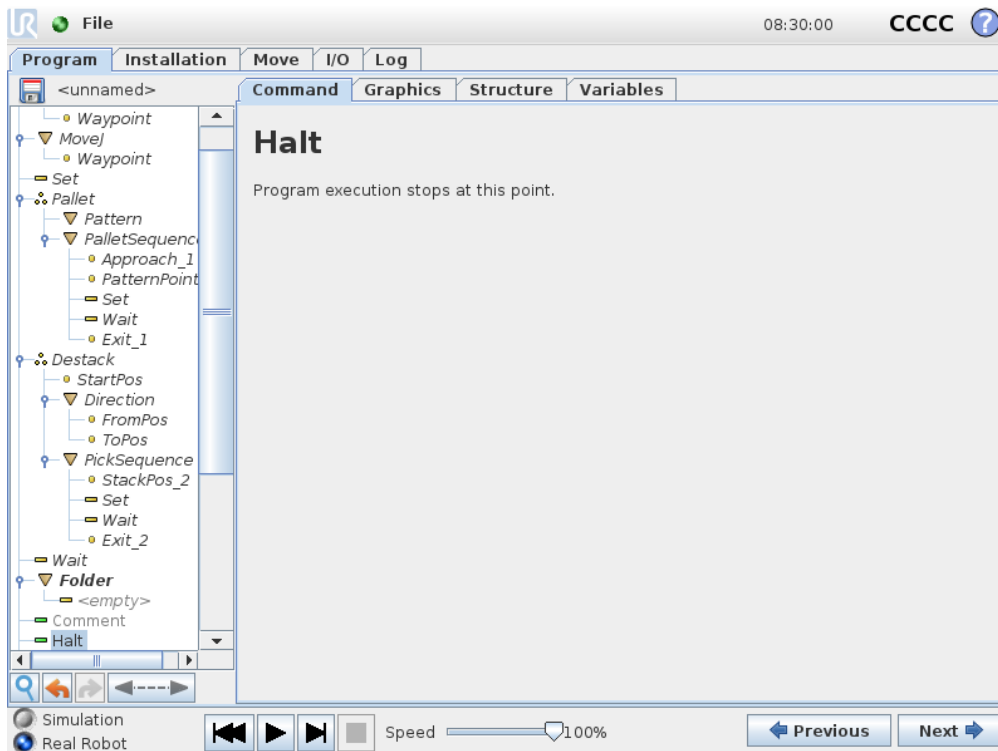 UR File 08:30:00 CCCC ?
Program Installation Move I/O Log
<unnamed>
Command Graphics Structure Variables
Waypoint
MoveJ
Waypoint
Set
Pallet
Pattern
PalletSequenc
Approach_1
PatternPoint
Set
Wait
Exit_1
Destack
StartPos
Direction
FromPos
ToPos
PickSequence
StackPos_2
Set
Wait
Exit_2
Wait
Folder
<empty>
Comment
Halt
Halt
Program execution stops at this point.
Simulation
Real Robot
Speed 100%
Previous Next